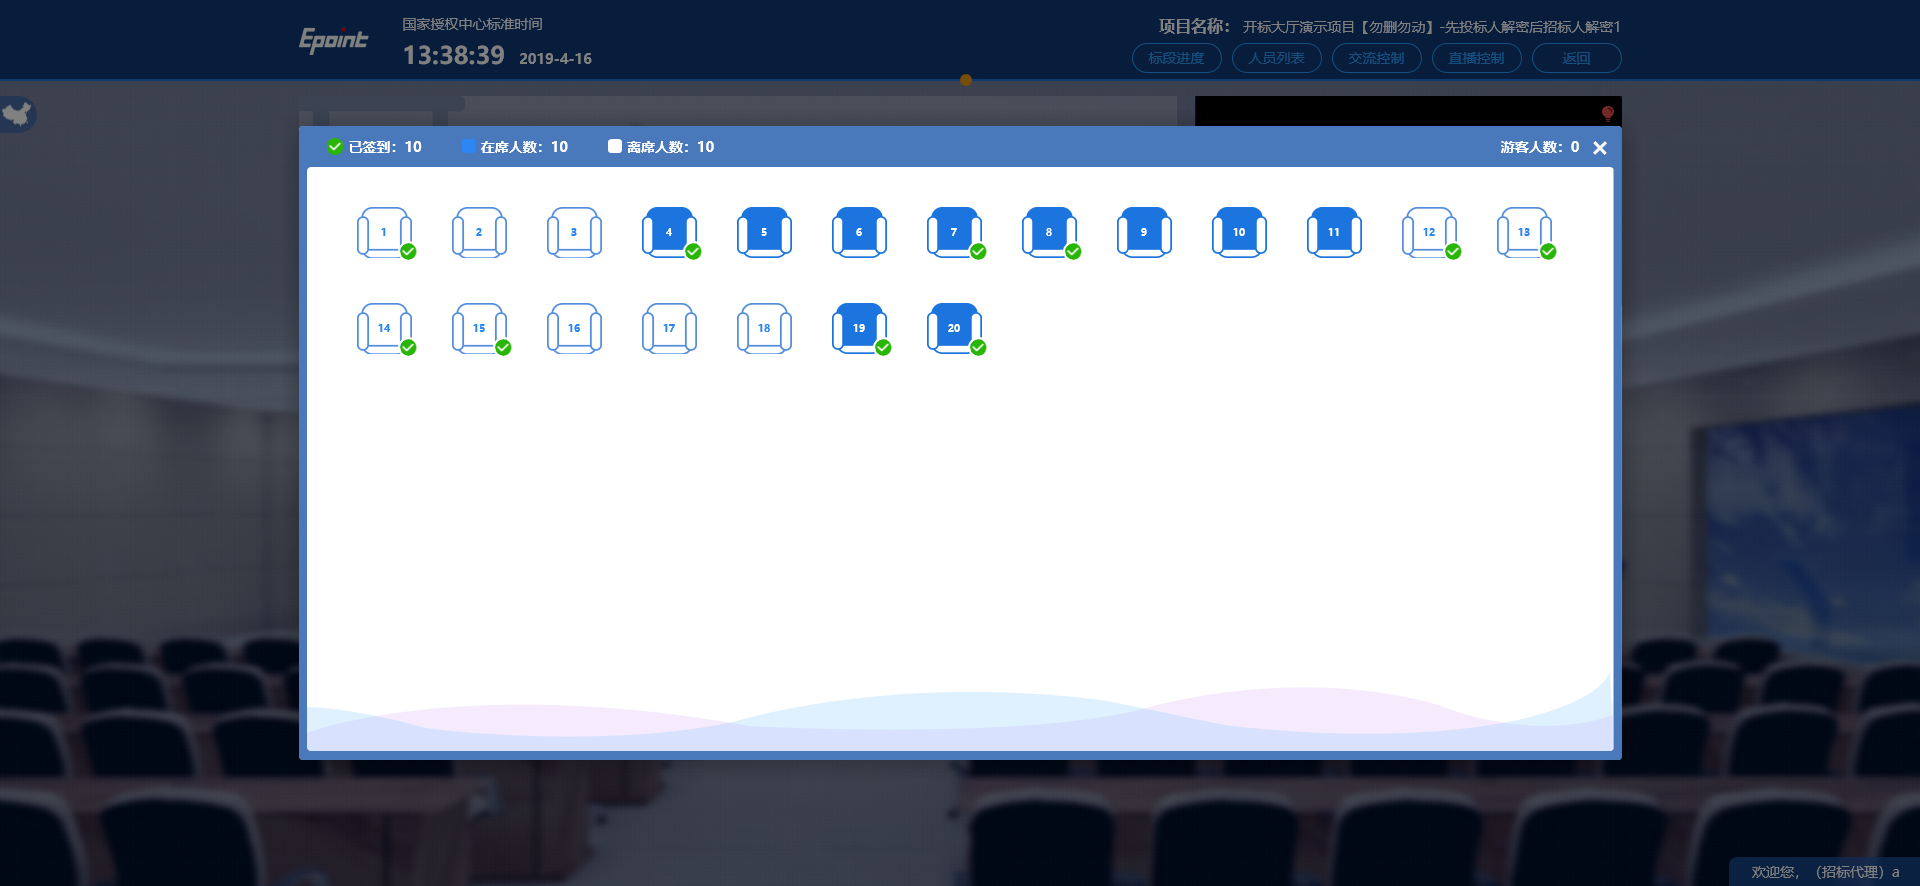 Epoint
国家授权中心标准时间
13:38:39 2019-4-16
项目名称： 开标大厅演示项目【勿删勿动】-先投标人解密后招标人解密1
标段进度 人员列表 交流控制 直播控制 返回
已签到：10 在席人数：10 离席人数：10 游客人数：0
1 2 3 4 5 6 7 8 9 10 11 12 13
14 15 16 17 18 19 20
欢迎您，（招标代理）a